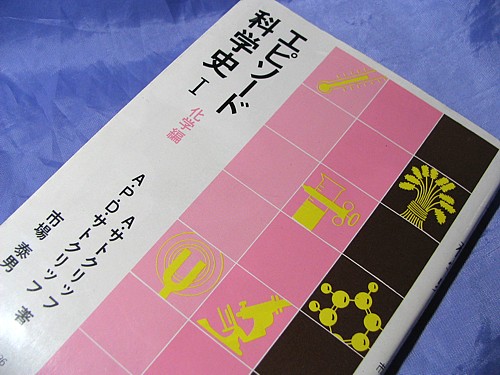 エピソード
科学史 I
化学編
A サトクリッフ
A・P・D・サトクリッフ
市場 泰男 著